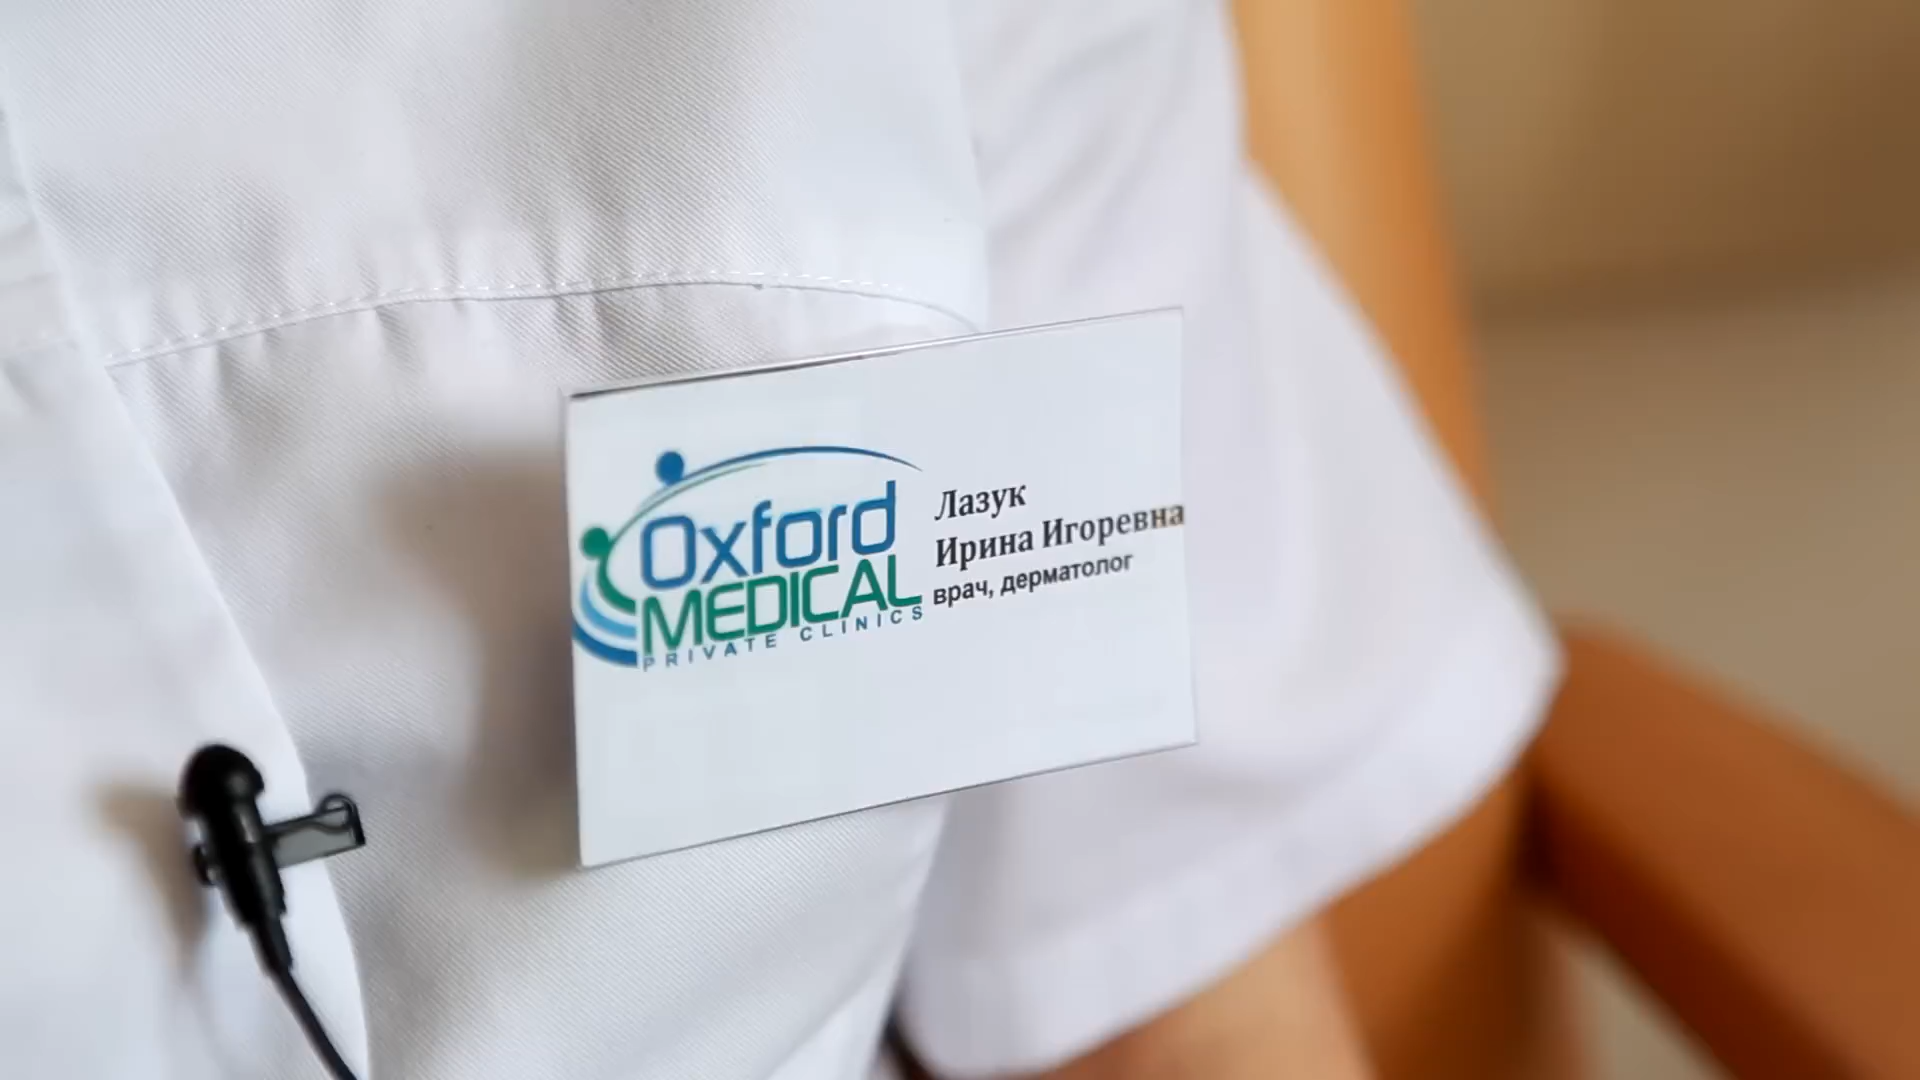 Oxford
MEDICAL
PRIVATE CLINICS
Лазук
Ирина Игоревна
врач, дерматолог